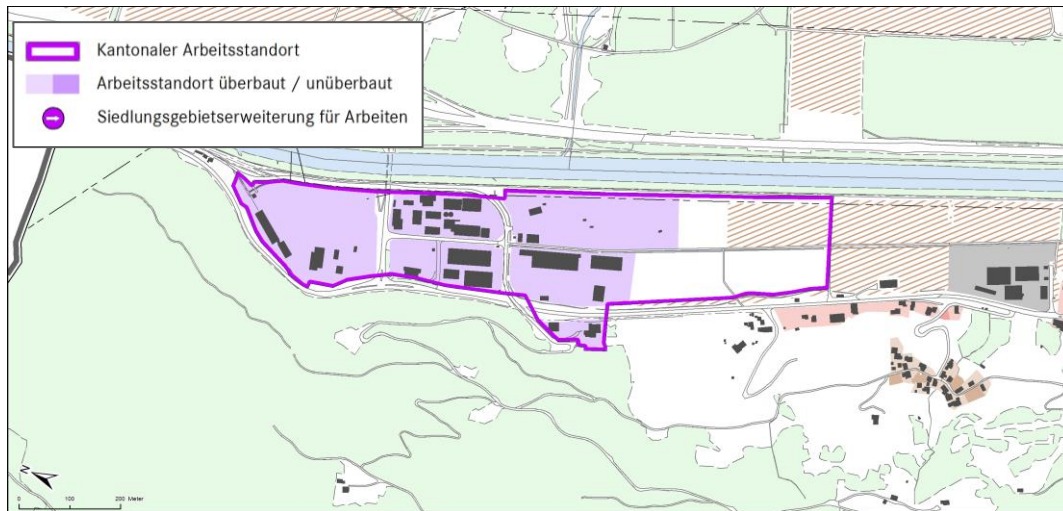 Kantonaler Arbeitsstandort
Arbeitsstandort überbaut / unüberbaut
Siedlungsgebietserweiterung für Arbeiten
N
0 100 200 Meter